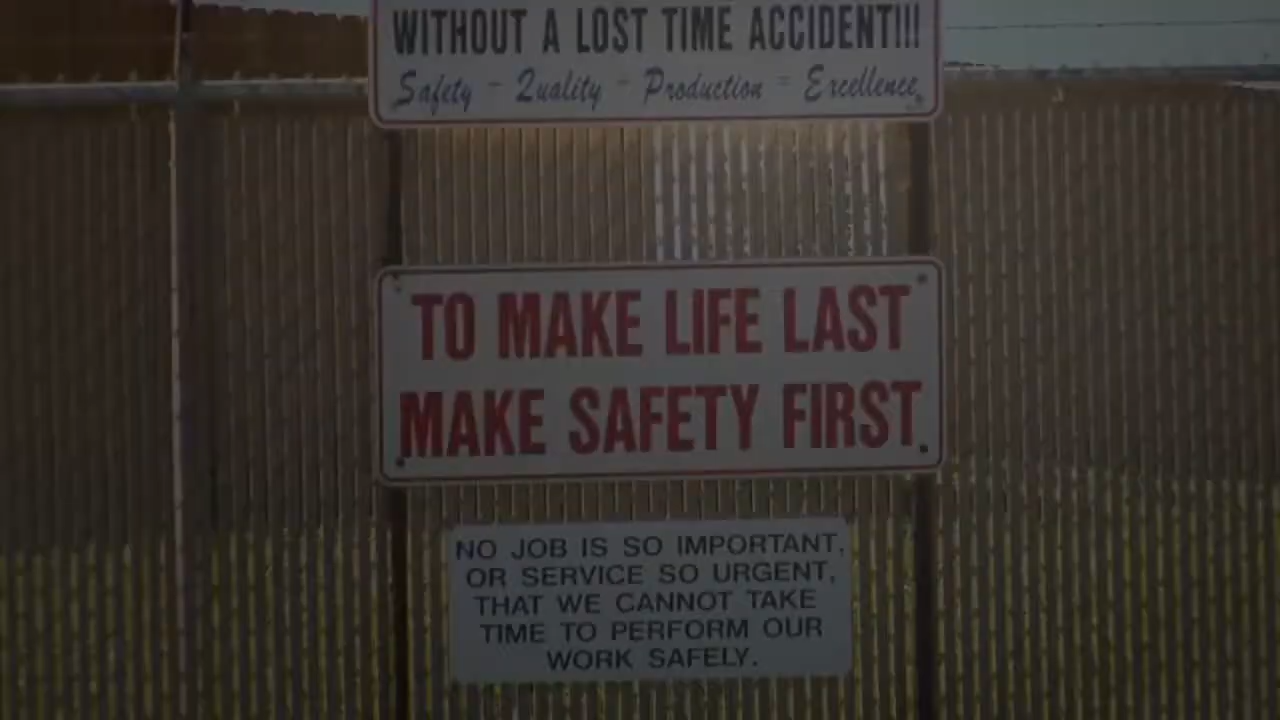 WITHOUT A LOST TIME ACCIDENT!!!
Safety - Quality - Production - Excellence
TO MAKE LIFE LAST
MAKE SAFETY FIRST
NO JOB IS SO IMPORTANT,
OR SERVICE SO URGENT,
THAT WE CANNOT TAKE
TIME TO PERFORM OUR
WORK SAFELY.